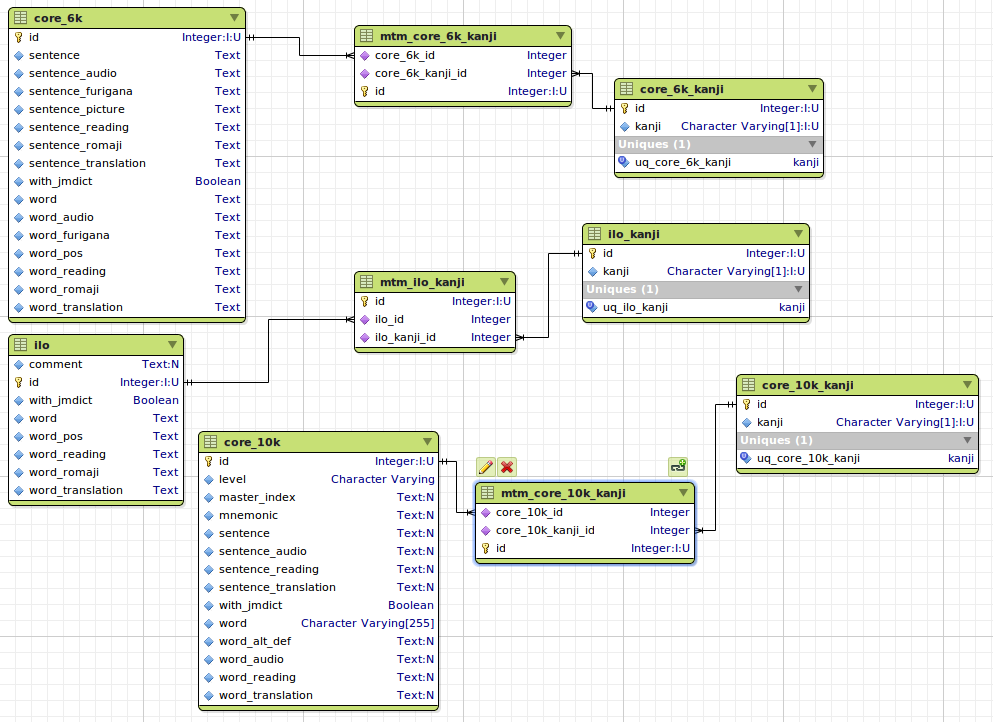 core_6k
id Integer:I:U
sentence Text
sentence_audio Text
sentence_furigana Text
sentence_picture Text
sentence_reading Text
sentence_romaji Text
sentence_translation Text
with_jmdict Boolean
word Text
word_audio Text
word_furigana Text
word_pos Text
word_reading Text
word_romaji Text
word_translation Text
mtm_core_6k_kanji
core_6k_id Integer
core_6k_kanji_id Integer
id Integer:I:U
core_6k_kanji
id Integer:I:U
kanji Character Varying[1]:I:U
Uniques (1)
uq_core_6k_kanji kanji
ilo_kanji
id Integer:I:U
kanji Character Varying[1]:I:U
Uniques (1)
uq_ilo_kanji kanji
mtm_ilo_kanji
id Integer:I:U
ilo_id Integer
ilo_kanji_id Integer
ilo
comment Text:N
id Integer:I:U
with_jmdict Boolean
word Text
word_pos Text
word_reading Text
word_romaji Text
word_translation Text
core_10k
id Integer:I:U
level Character Varying
master_index Text:N
mnemonic Text:N
sentence Text:N
sentence_audio Text:N
sentence_reading Text:N
sentence_translation Text:N
with_jmdict Boolean
word Character Varying[255]
word_alt_def Text:N
word_audio Text:N
word_reading Text:N
word_translation Text:N
mtm_core_10k_kanji
core_10k_id Integer
core_10k_kanji_id Integer
id Integer:I:U
core_10k_kanji
id Integer:I:U
kanji Character Varying[1]:I:U
Uniques (1)
uq_core_10k_kanji kanji